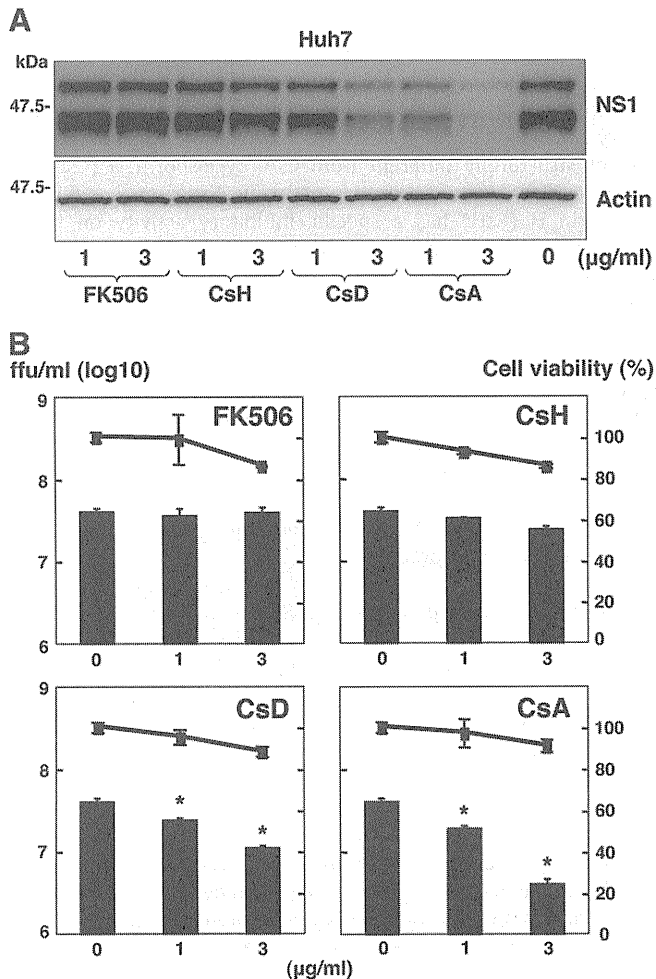 A
Huh7
kDa
47.5-
NS1
47.5-
Actin
1 3 1 3 1 3 1 3 0 (μg/ml)
FK506 CsH CsD CsA
B
ffu/ml (log10) Cell viability (%)
9 FK506 CsH
8 100
7 80
60
40
20
6 0
0 1 3 0 1 3
9 CsD CsA
8 100
80
* * * 60
7 * 40
20
6 0
0 1 3 0 1 3
(μg/ml)